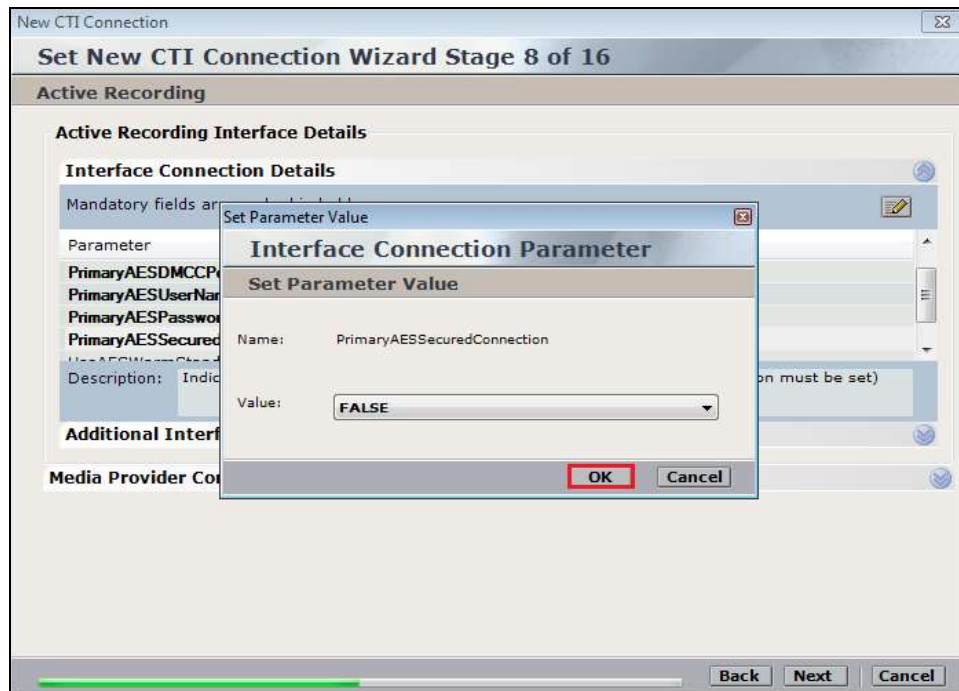 New CTI Connection
Set New CTI Connection Wizard Stage 8 of 16
Active Recording
Active Recording Interface Details
Interface Connection Details
Mandatory fields
Set Parameter Value
Interface Connection Parameter
Set Parameter Value
Parameter
PrimaryAESDMCCP
PrimaryAESUserNa
PrimaryAESPasswo
PrimaryAESSecured
Name: PrimaryAESSecuredConnection
Description: Indic
on must be set)
Value: FALSE
Additional Interf
Media Provider Co
OK Cancel
Back Next Cancel